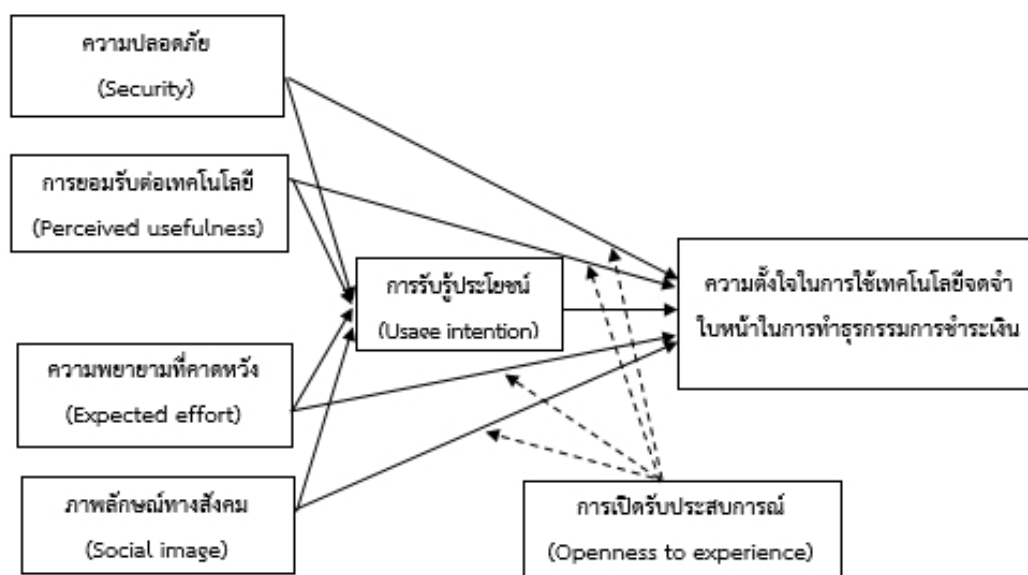 ความปลอดภัย
(Security)
การยอมรับต่อเทคโนโลยี
(Perceived usefulness)
การรับรู้ประโยชน์
(Usage intention)
ความตั้งใจในการใช้เทคโนโลยีจดจำ
ใบหน้าในการทำธุรกรรมการชำระเงิน
ความพยายามที่คาดหวัง
(Expected effort)
ภาพลักษณ์ทางสังคม
(Social image)
การเปิดรับประสบการณ์
(Openness to experience)